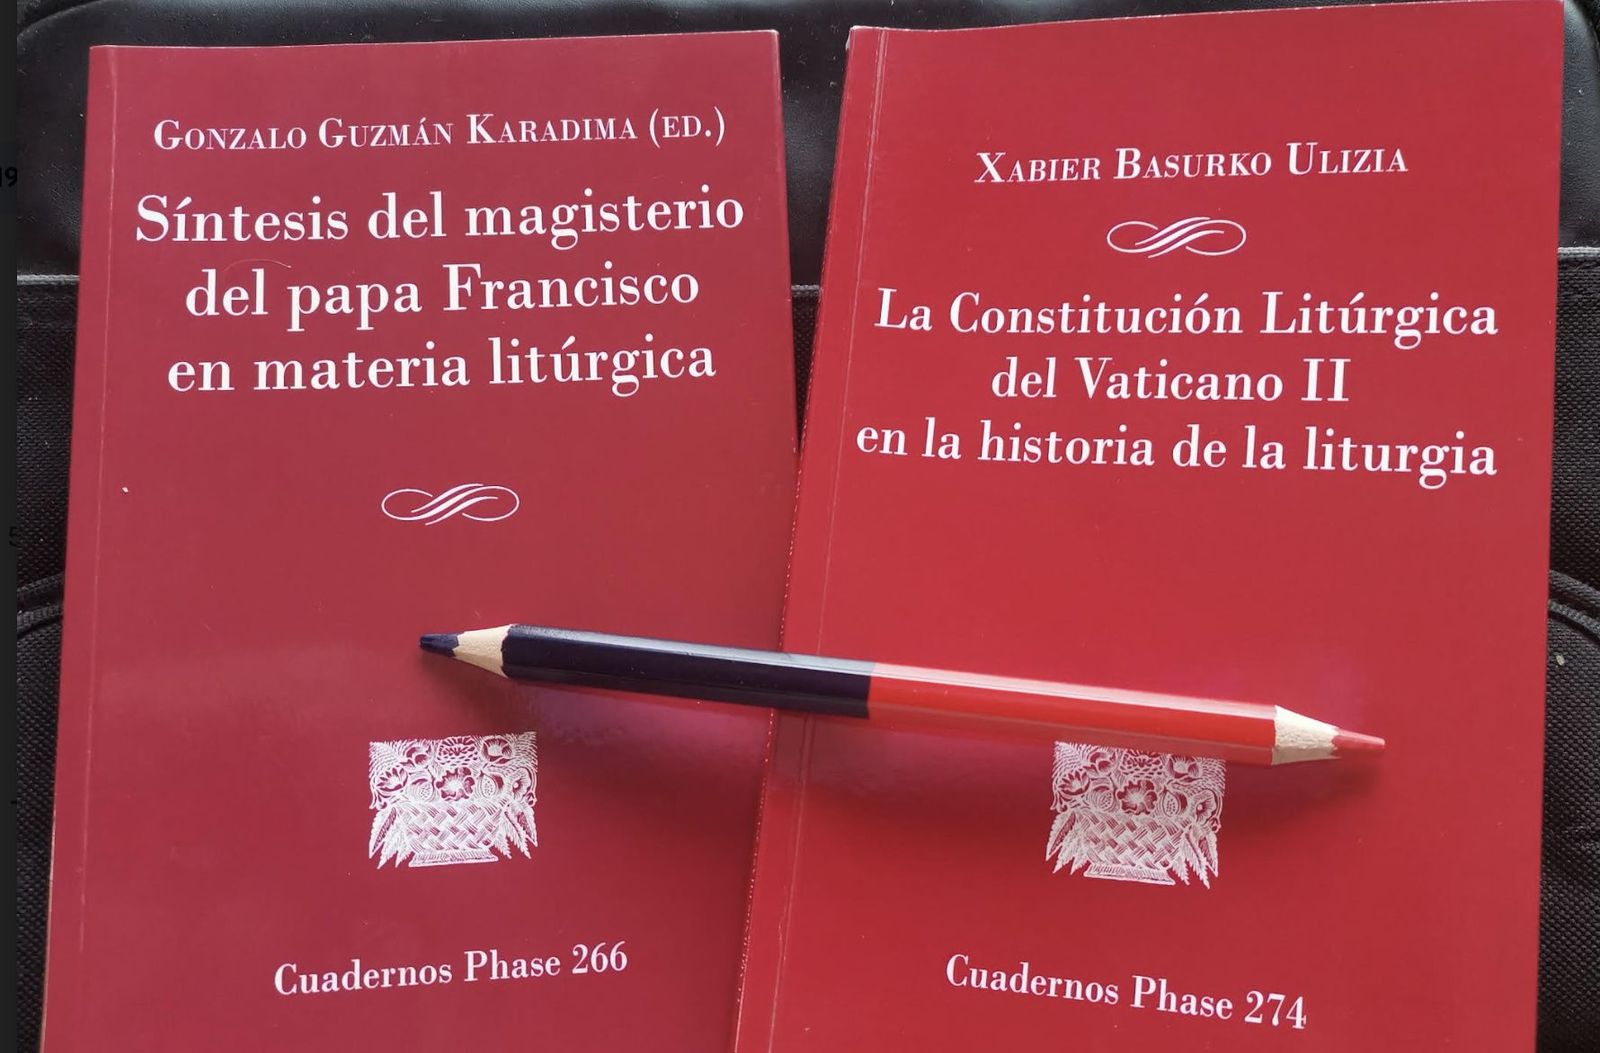 GONZALO GUZMÁN KARADIMA (ED.)
Síntesis del magisterio
del papa Francisco
en materia litúrgica
Cuadernos Phase 266
XABIER BASURKO ULIZIA
La Constitución Litúrgica
del Vaticano II
en la historia de la liturgia
Cuadernos Phase 274